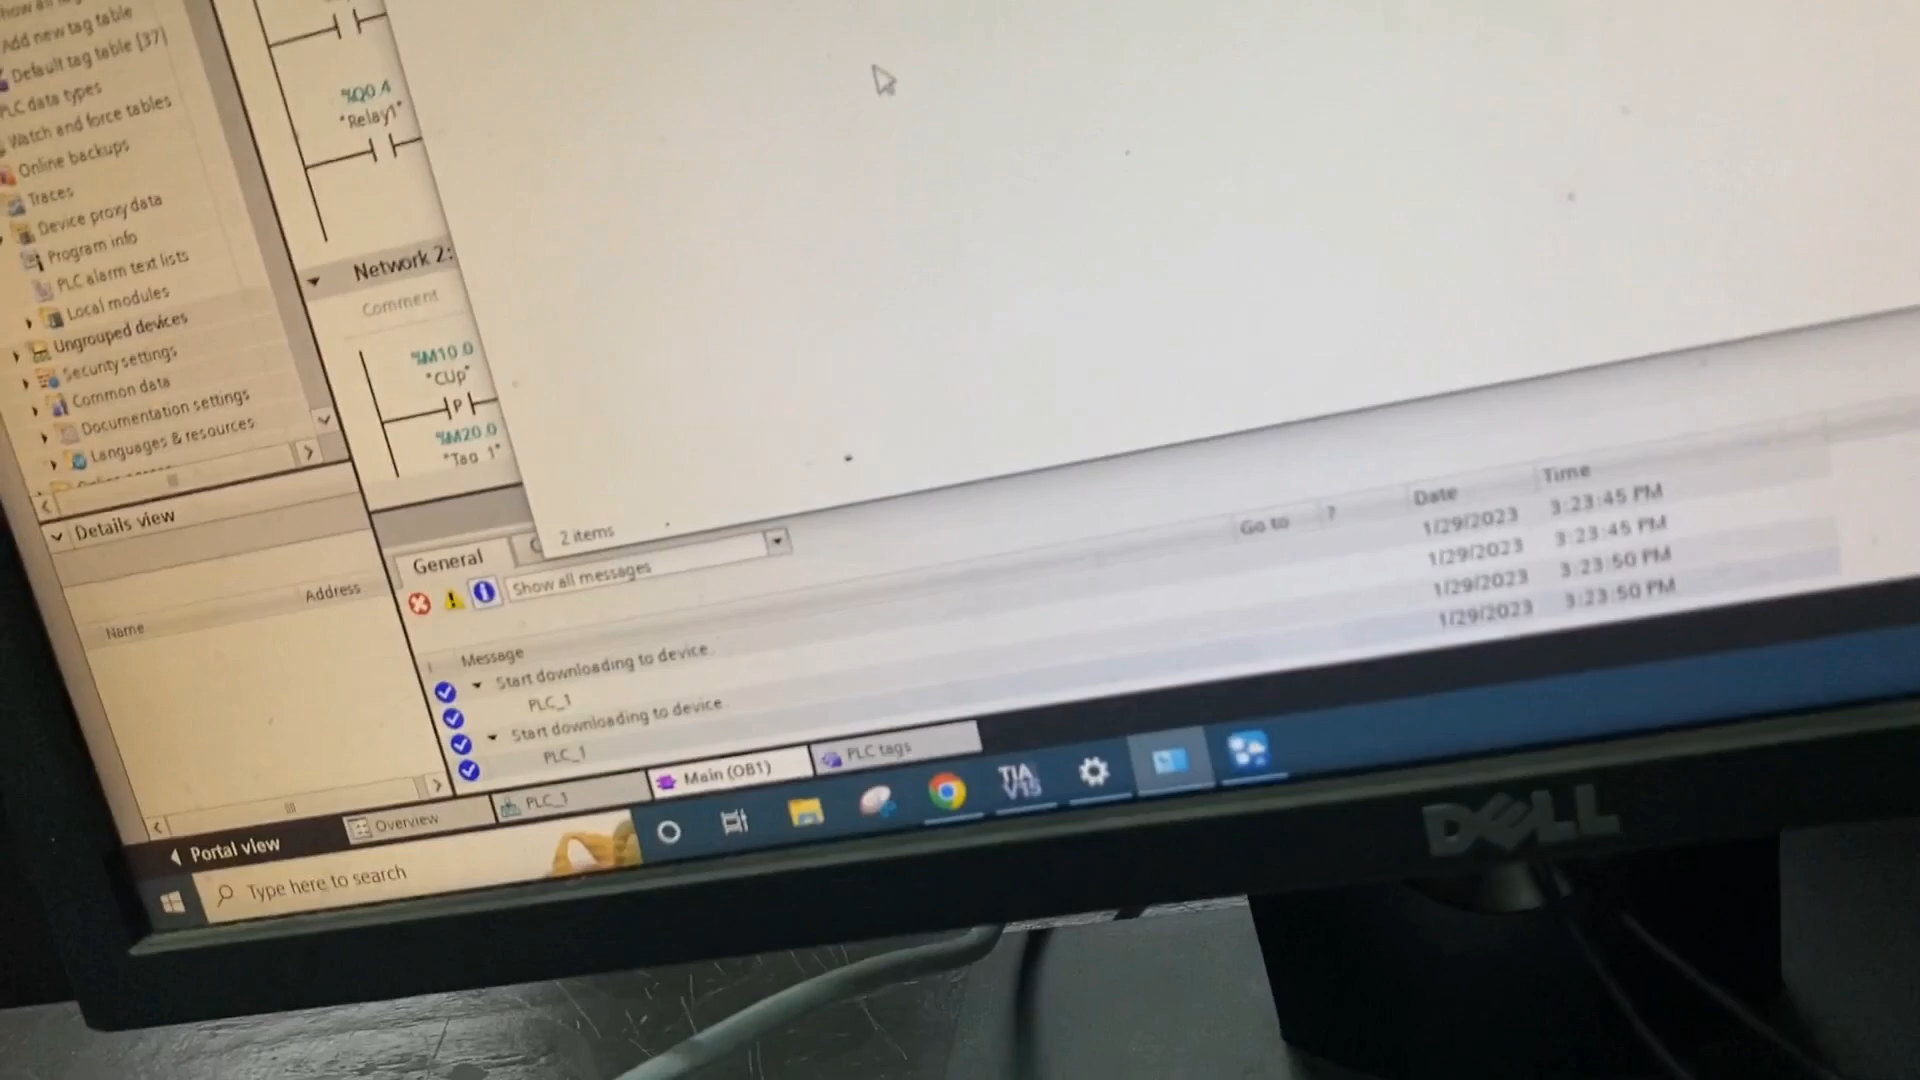 Add new tag table
Default tag table [37]
PLC data types
Watch and force tables
Online backups
Traces
Device proxy data
Program info
PLC alarm text lists
Local modules
Ungrouped devices
Security settings
Common data
Documentation settings
Languages & resources
Details view
Name
Address
%Q0.4
"Relay1"
Network 2:
Comment
%M10.0
"CUp"
P
%M20.0
"Tag 1"
2 items
General
Show all messages
! Message
Go to
?
Date
Time
Start downloading to device.
1/29/2023
3:23:45 PM
PLC_1
1/29/2023
3:23:45 PM
Start downloading to device.
1/29/2023
3:23:50 PM
PLC_1
1/29/2023
3:23:50 PM
Portal view
Overview
PLC_1
Main (OB1)
PLC tags
Type here to search
TIA
V15
DELL